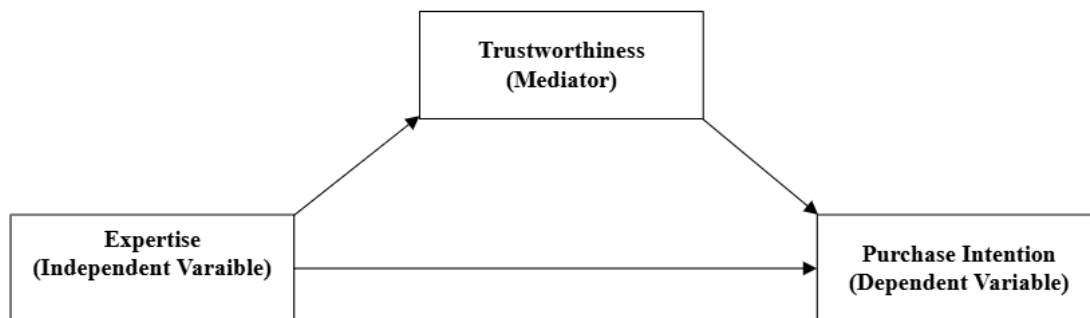 Trustworthiness
(Mediator)
Expertise
(Independent Varaible)
Purchase Intention
(Dependent Variable)